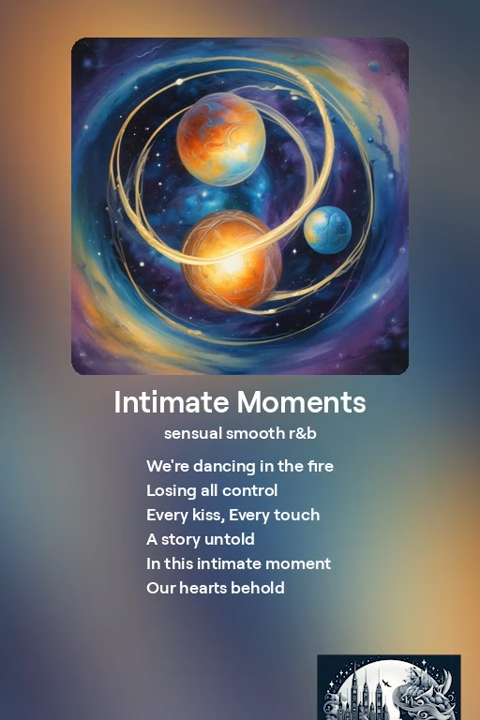 Intimate Moments
sensual smooth r&b
We're dancing in the fire
Losing all control
Every kiss, Every touch
A story untold
In this intimate moment
Our hearts behold